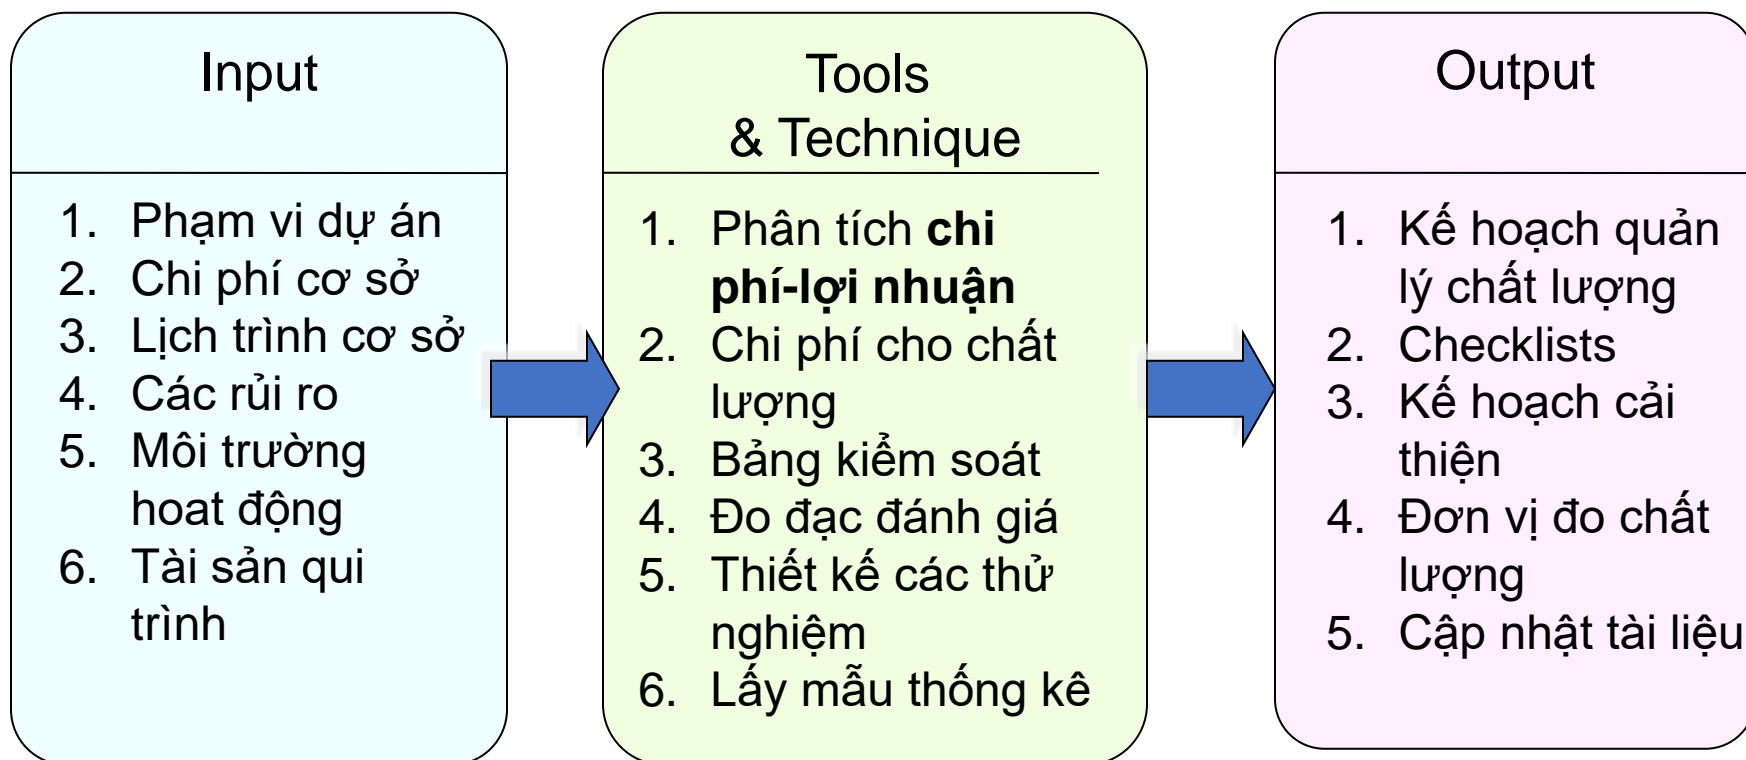 Input
1. Phạm vi dự án
2. Chi phí cơ sở
3. Lịch trình cơ sở
4. Các rủi ro
5. Môi trường
hoat động
6. Tài sản qui
trình
Tools
& Technique
1. Phân tích chi
phí-lợi nhuận
2. Chi phí cho chất
lượng
3. Bảng kiểm soát
4. Đo đạc đánh giá
5. Thiết kế các thử
nghiệm
6. Lấy mẫu thống kê
Output
1. Kế hoạch quản
lý chất lượng
2. Checklists
3. Kế hoạch cải
thiện
4. Đơn vị đo chất
lượng
5. Cập nhật tài liệu